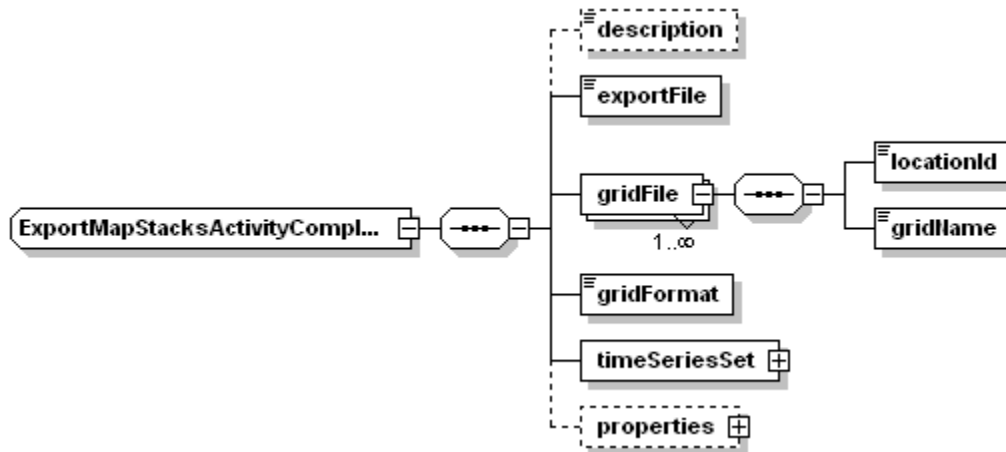 description
exportFile
gridFile
1..∞
locationId
gridName
ExportMapStacksActivityCompl...
gridFormat
timeSeriesSet
properties